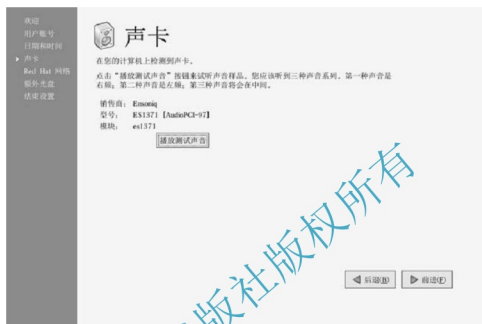 欢迎
用户账号
日期和时间
声卡
Red Hat 网络
额外光盘
结束设置
声卡
在您的计算机上检测到声卡。
点击“播放测试声音”按钮来试听声音样品。您应该听到三种声音系列。第一种声音是
右频；第二种声音是左频；第三种声音将会在中间。
销售商： Ensoniq
型号： ES1371 [AudioPCI-97]
模块： es1371
播放测试声音
后退(B)
前进(F)
版社版权所有